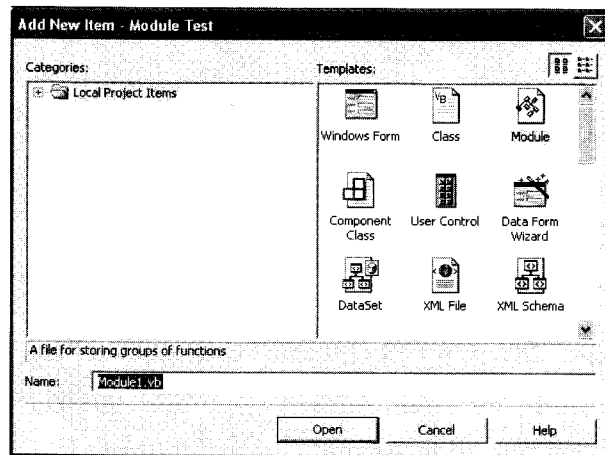 Add New Item - Module Test
Categories:
Templates:
Local Project Items
Windows Form
Class
Module
Component Class
User Control
Data Form Wizard
DataSet
XML File
XML Schema
A file for storing groups of functions
Name: Module1.vb
Open
Cancel
Help